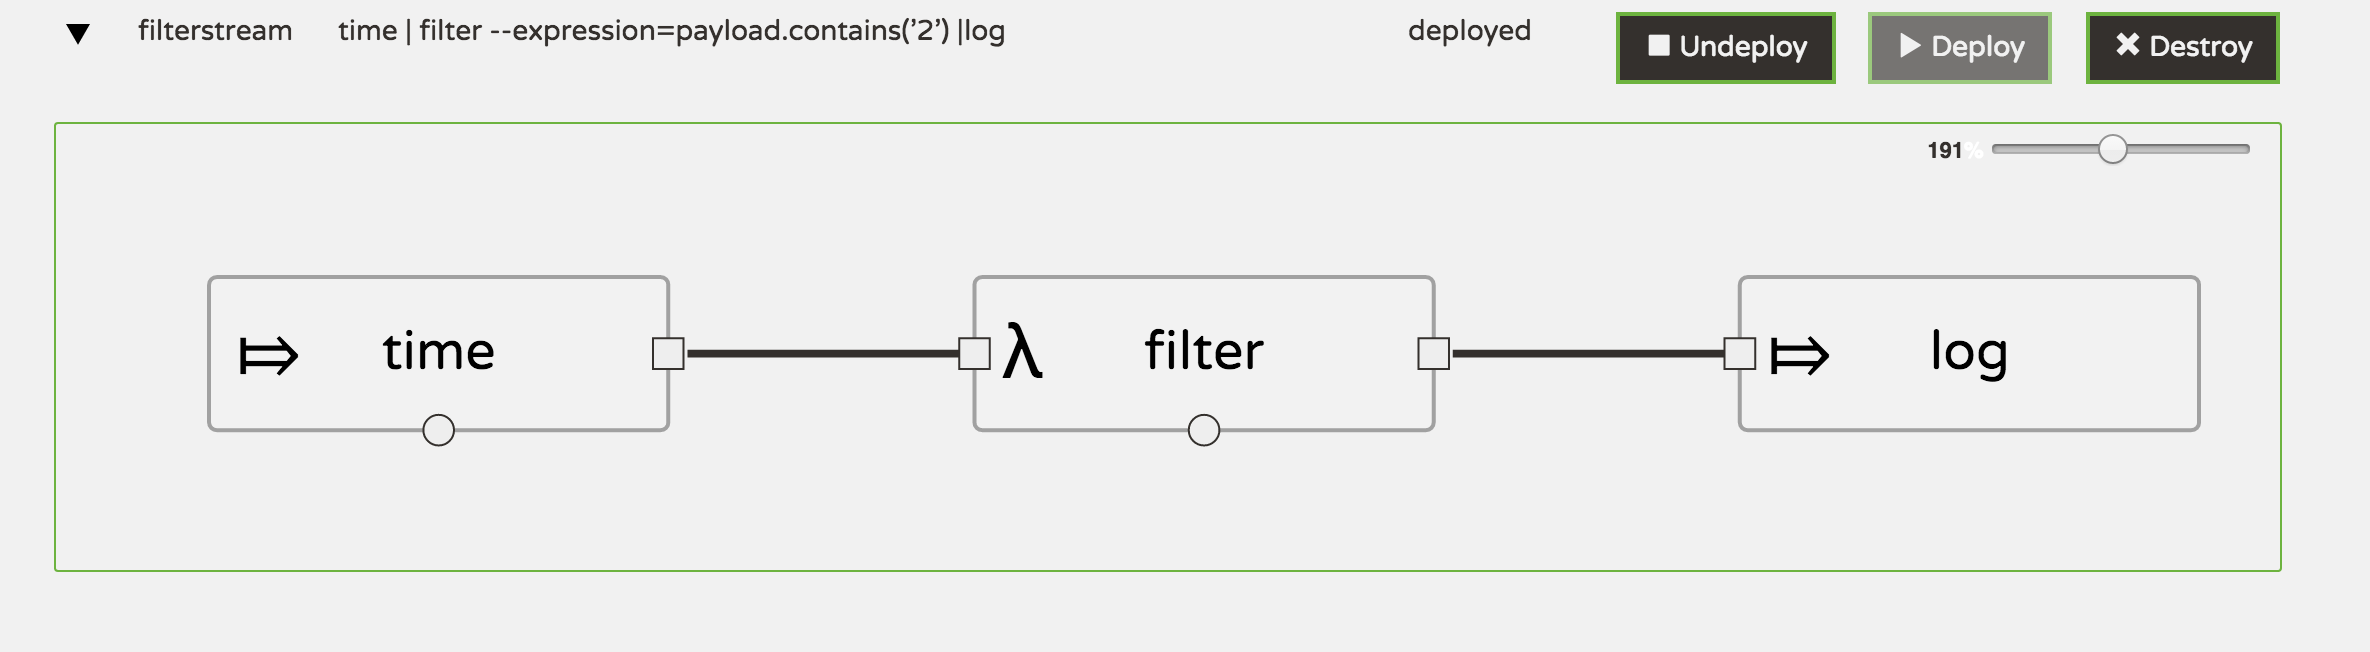 ▼ filterstream time | filter --expression=payload.contains(’2’) |log deployed Undeploy Deploy Destroy
191%
time λ filter log